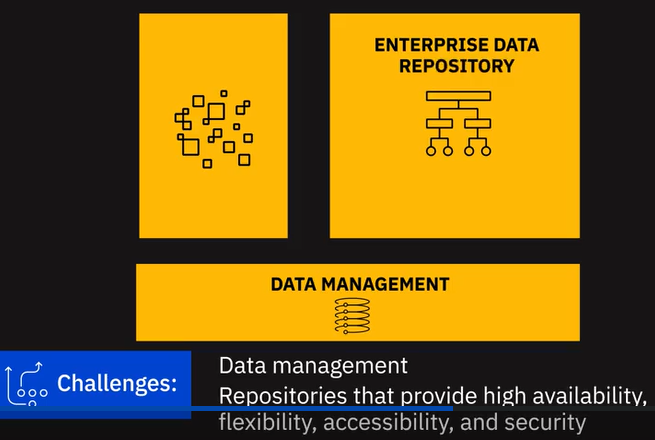 ENTERPRISE DATA
REPOSITORY
DATA MANAGEMENT
Challenges:
Data management
Repositories that provide high availability,
flexibility, accessibility, and security